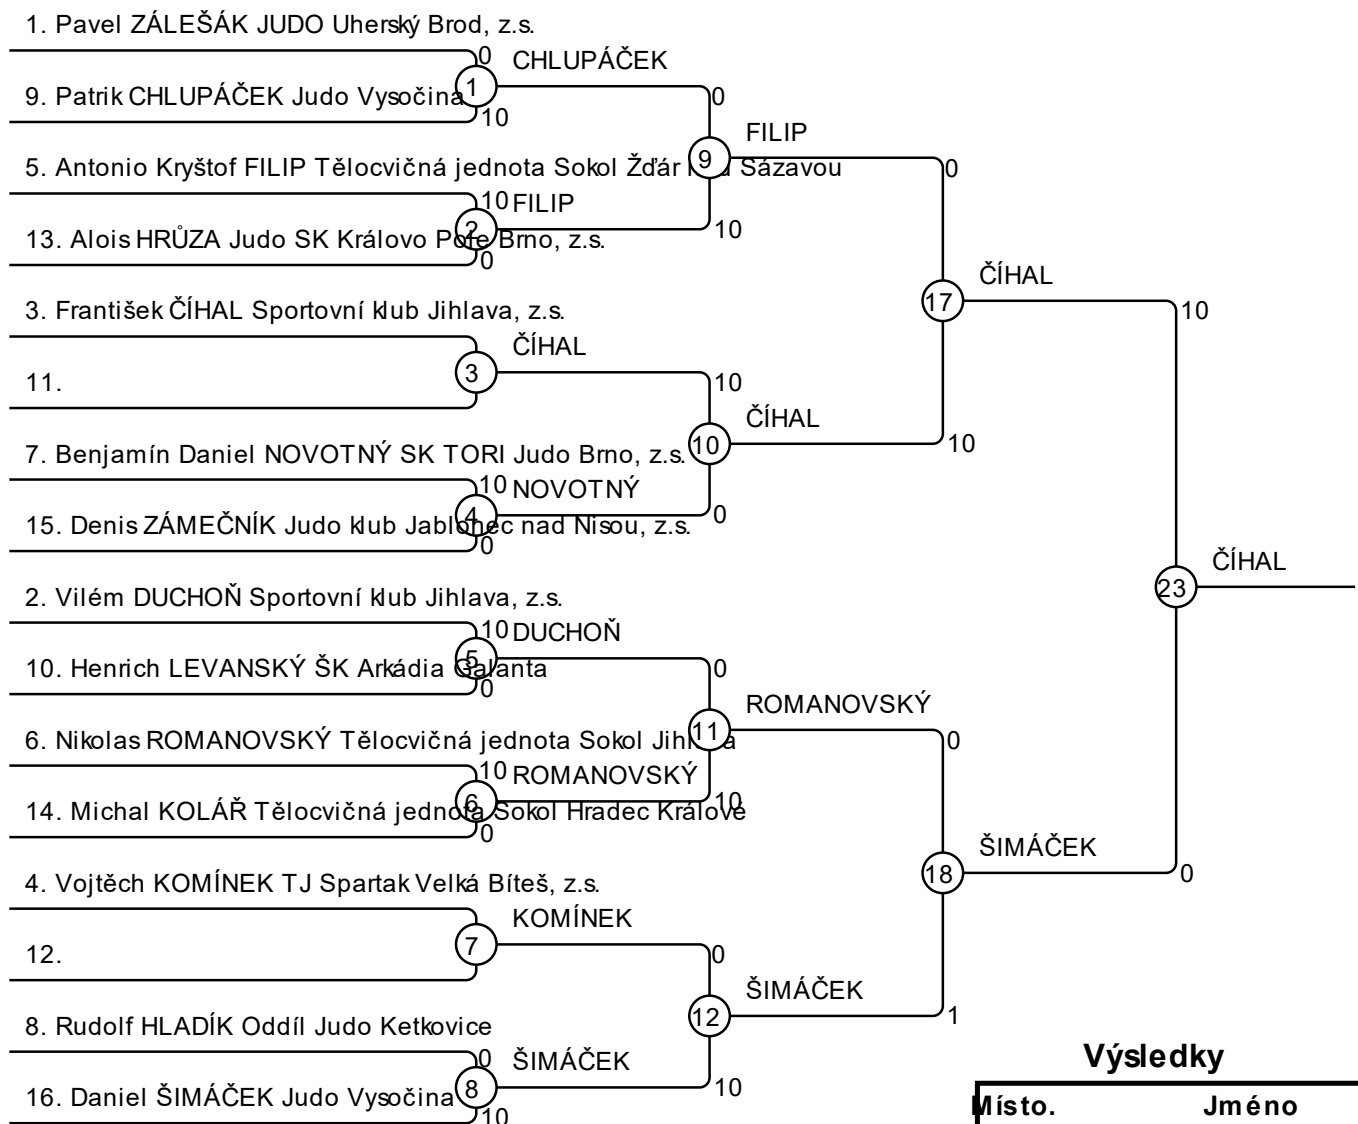 1. Pavel ZÁLEŠÁK JUDO Uherský Brod, z.s.
0
CHLUPÁČEK
1
9. Patrik CHLUPÁČEK Judo Vysočina
10
0
FILIP
9
5. Antonio Kryštof FILIP Tělocvičná jednota Sokol Žďár nad Sázavou
0
10
FILIP
2
10
13. Alois HRŮZA Judo SK Královo Pole Brno, z.s.
0
ČÍHAL
17
3. František ČÍHAL Sportovní klub Jihlava, z.s.
10
ČÍHAL
3
11.
10
ČÍHAL
10
10
7. Benjamín Daniel NOVOTNÝ SK TORI Judo Brno, z.s.
10
NOVOTNÝ
4
0
15. Denis ZÁMEČNÍK Judo klub Jablonec nad Nisou, z.s.
0
ČÍHAL
23
2. Vilém DUCHOŇ Sportovní klub Jihlava, z.s.
10
DUCHOŇ
5
10. Henrich LEVANSKÝ ŠK Arkádia Galanta
0
0
ROMANOVSKÝ
11
6. Nikolas ROMANOVSKÝ Tělocvičná jednota Sokol Jihlava
0
10
ROMANOVSKÝ
6
10
14. Michal KOLÁŘ Tělocvičná jednota Sokol Hradec Králové
0
ŠIMÁČEK
18
0
4. Vojtěch KOMÍNEK TJ Spartak Velká Bíteš, z.s.
KOMÍNEK
7
12.
0
ŠIMÁČEK
12
1
8. Rudolf HLADÍK Oddíl Judo Ketkovice
0
ŠIMÁČEK
8
10
16. Daniel ŠIMÁČEK Judo Vysočina
10
Výsledky
Místo. Jméno